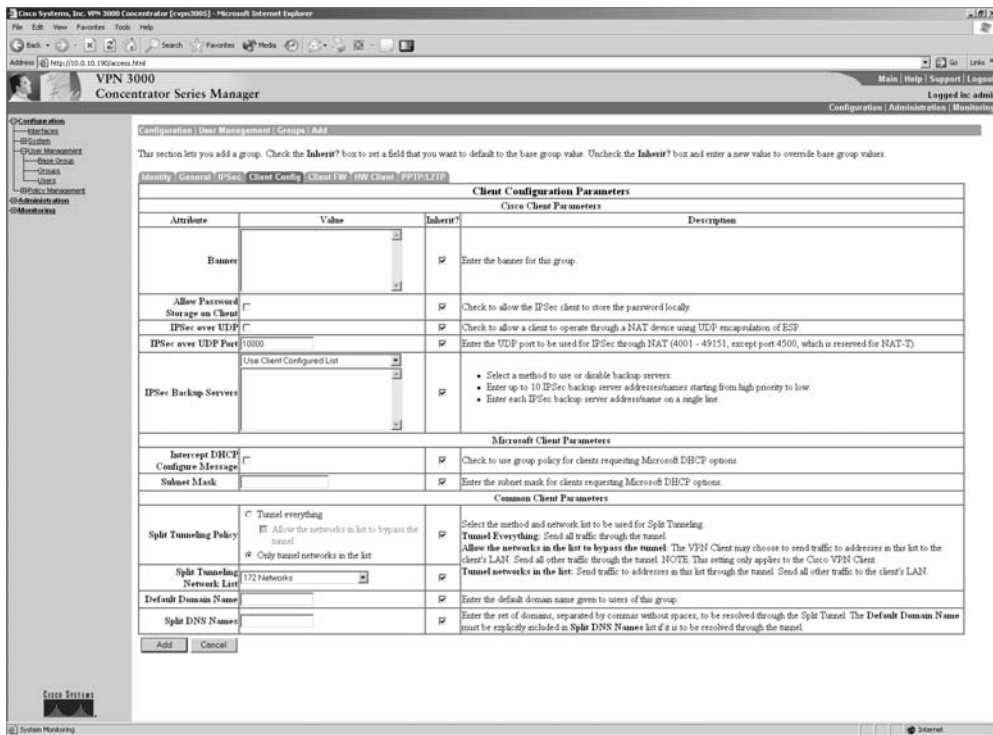 Cisco Systems, Inc. VPN 3000 Concentrator [cvpn3005] - Microsoft Internet Explorer
File Edit View Favorites Tools Help
Back Search Favorites Media
Address http://10.0.10.190/access.html Go Links
VPN 3000
Concentrator Series Manager
Main | Help | Support | Logout
Logged in: admi
Configuration | Administration | Monitoring
Configuration
Interfaces
System
User Management
Base Group
Groups
Users
Policy Management
Administration
Monitoring
Configuration | User Management | Groups | Add
This section lets you add a group. Check the Inherit? box to set a field that you want to default to the base group value. Uncheck the Inherit? box and enter a new value to override base group values.
Identity General IPSec Client Config Client FW HW Client PPTP/L2TP
Client Configuration Parameters
Cisco Client Parameters
Attribute Value Inherit? Description
Banner Enter the banner for this group.
Allow Password Storage on Client Check to allow the IPSec client to store the password locally.
IPSec over UDP Check to allow a client to operate through a NAT device using UDP encapsulation of ESP.
IPSec over UDP Port 10000 Enter the UDP port to be used for IPSec through NAT (4001 - 49151, except port 4500, which is reserved for NAT-T).
IPSec Backup Servers Use Client Configured List
• Select a method to use or disable backup servers.
• Enter up to 10 IPSec backup server addresses/names starting from high priority to low.
• Enter each IPSec backup server address/name on a single line.
Microsoft Client Parameters
Intercept DHCP Configure Message Check to use group policy for clients requesting Microsoft DHCP options.
Subnet Mask Enter the subnet mask for clients requesting Microsoft DHCP options.
Common Client Parameters
Split Tunneling Policy
Tunnel everything
Allow the networks in list to bypass the tunnel
Only tunnel networks in the list
Select the method and network list to be used for Split Tunneling.
Tunnel Everything: Send all traffic through the tunnel.
Allow the networks in the list to bypass the tunnel: The VPN Client may choose to send traffic to addresses in this list to the
client's LAN. Send all other traffic through the tunnel. NOTE: This setting only applies to the Cisco VPN Client.
Tunnel networks in the list: Send traffic to addresses in this list through the tunnel. Send all other traffic to the client's LAN.
Split Tunneling Network List 172 Networks
Default Domain Name Enter the default domain name given to users of this group.
Split DNS Names Enter the set of domains, separated by commas without spaces, to be resolved through the Split Tunnel. The Default Domain Name
must be explicitly included in Split DNS Names list if it is to be resolved through the tunnel.
Add Cancel
Cisco Systems
System Monitoring Internet